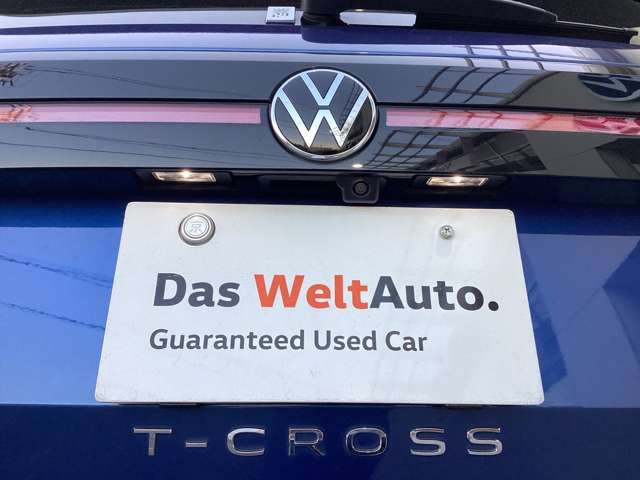 Das WeltAuto.
Guaranteed Used Car
T-CROSS